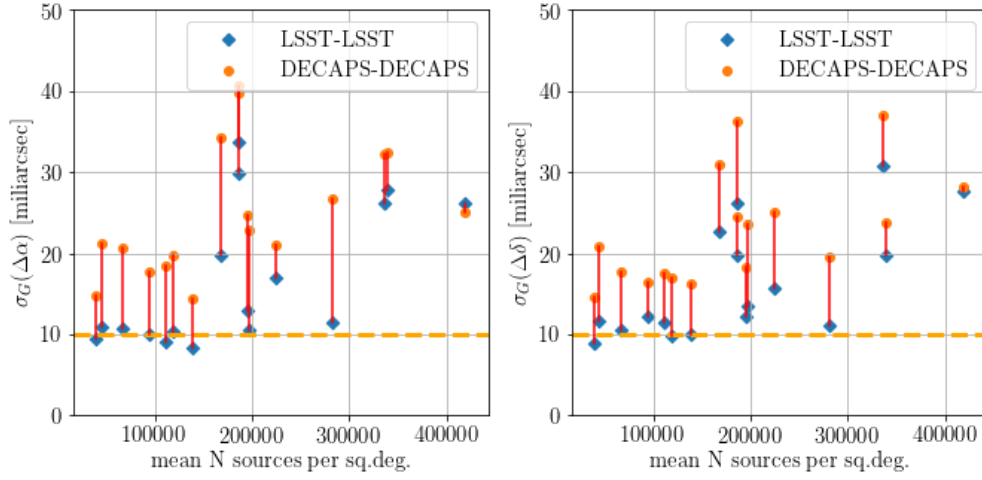 50
40
30
20
10
0
σ_G(Δα) [miliarcsec]
LSST-LSST
DECAPS-DECAPS
100000 200000 300000 400000
mean N sources per sq.deg.
50
40
30
20
10
0
σ_G(Δδ) [miliarcsec]
LSST-LSST
DECAPS-DECAPS
100000 200000 300000 400000
mean N sources per sq.deg.